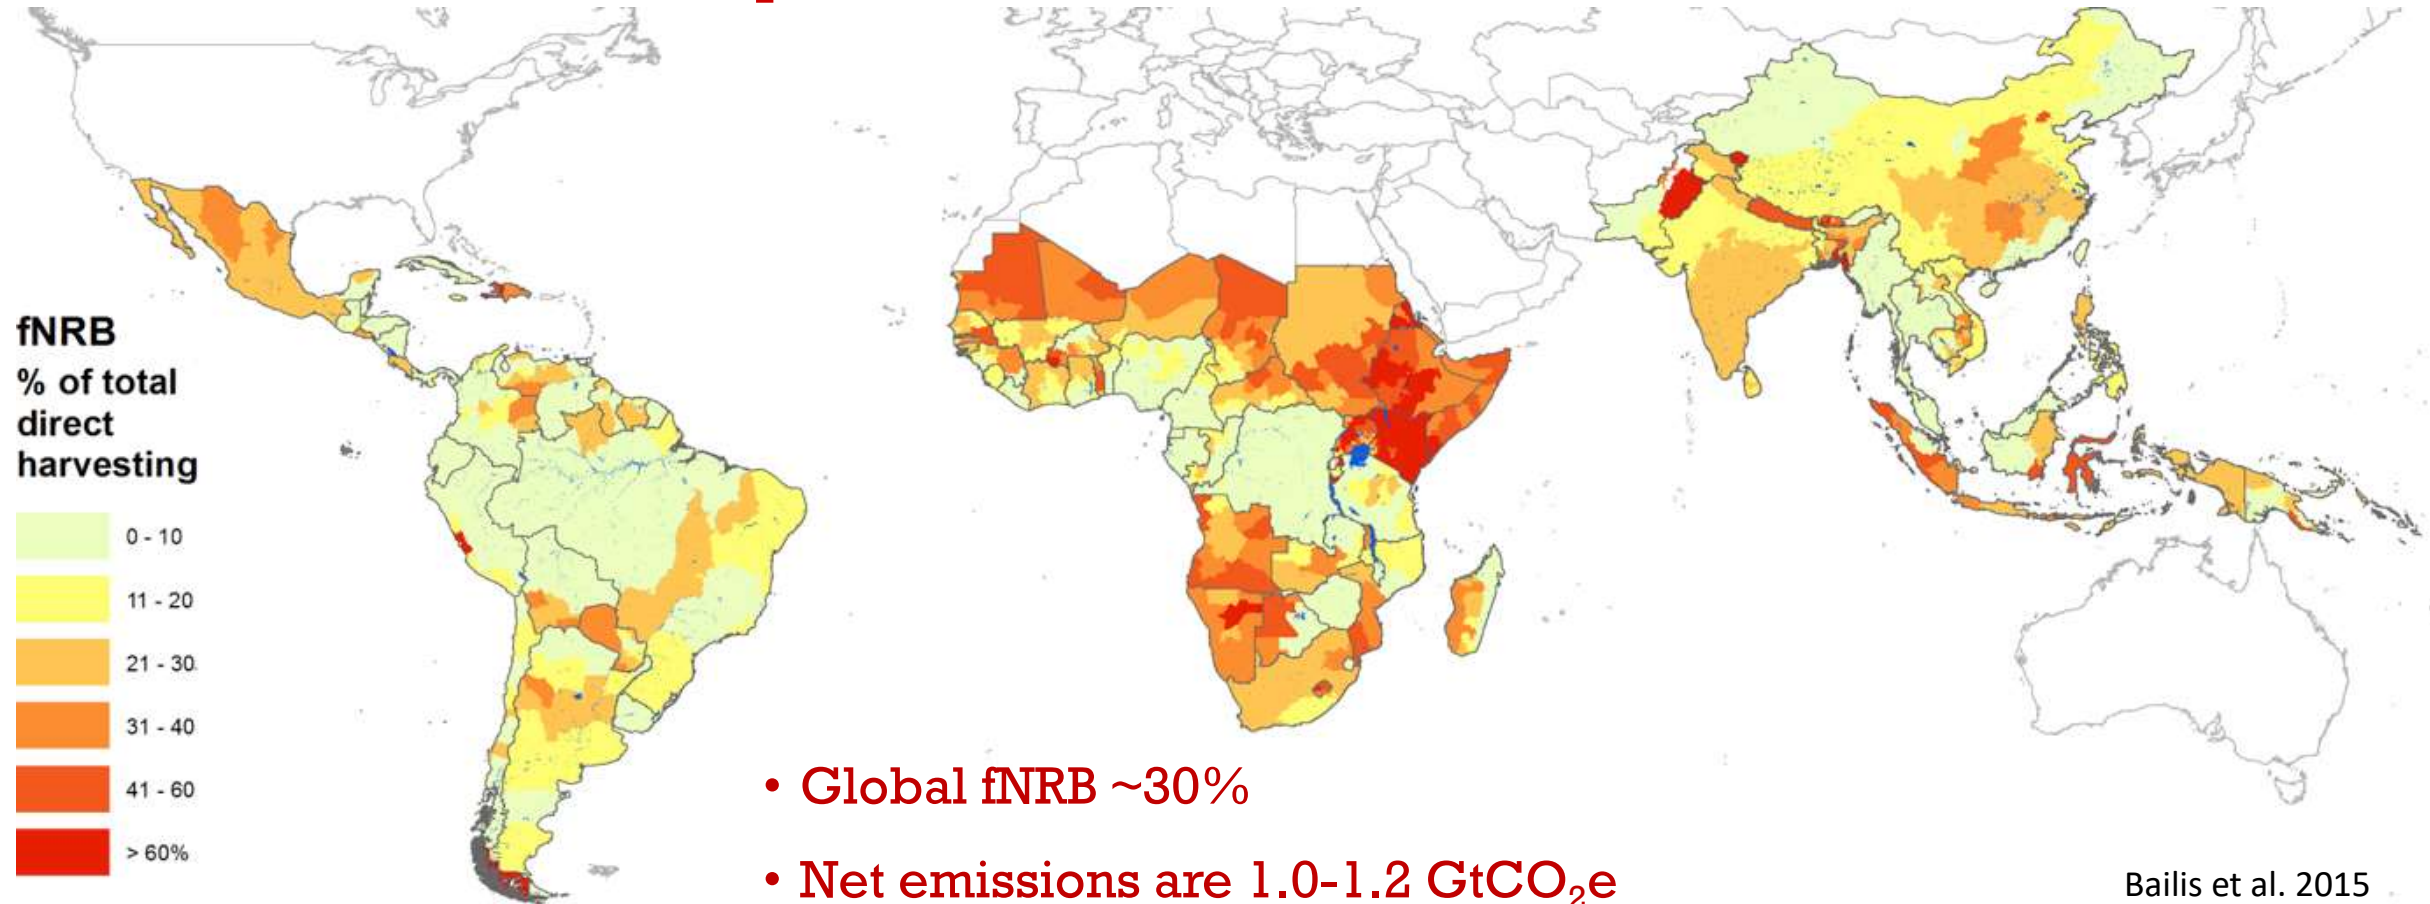 fNRB
% of total
direct
harvesting
0 - 10
11 - 20
21 - 30
31 - 40
41 - 60
> 60%
• Global fNRB ~30%
• Net emissions are 1.0-1.2 GtCO₂e
Bailis et al. 2015